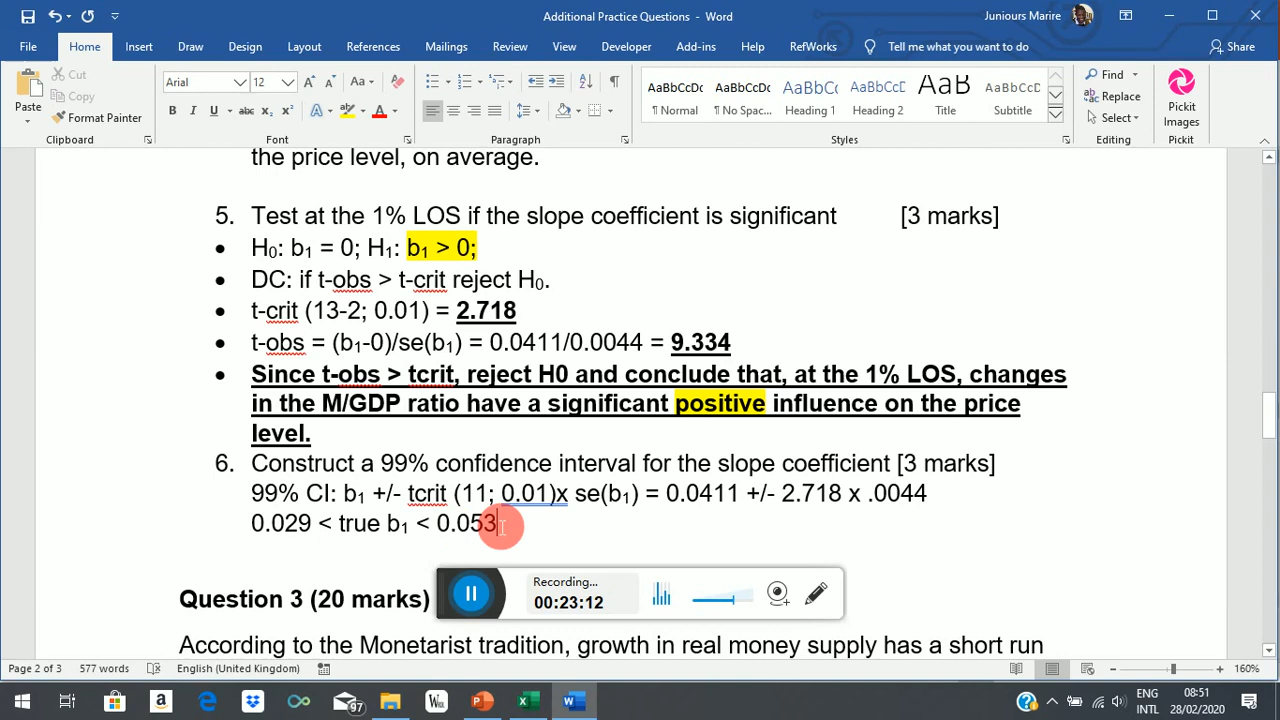 Additional Practice Questions - Word
Juniours Marire
File Home Insert Draw Design Layout References Mailings Review View Developer Add-ins Help RefWorks Tell me what you want to do Share
Paste
Cut
Copy
Format Painter
Clipboard
Arial 12
Font
Paragraph
AaBbCcDc AaBbCcDc AaBbC( AaBbCcD AaB AaBbCcD
¶ Normal ¶ No Spac... Heading 1 Heading 2 Title Subtitle
Styles
Find
Replace
Select
Editing
Pickit
Images
Pickit
the price level, on average.
5. Test at the 1% LOS if the slope coefficient is significant [3 marks]
• H0: b1 = 0; H1: b1 > 0;
• DC: if t-obs > t-crit reject H0.
• t-crit (13-2; 0.01) = 2.718
• t-obs = (b1-0)/se(b1) = 0.0411/0.0044 = 9.334
• Since t-obs > tcrit, reject H0 and conclude that, at the 1% LOS, changes
in the M/GDP ratio have a significant positive influence on the price
level.
6. Construct a 99% confidence interval for the slope coefficient [3 marks]
99% CI: b1 +/- tcrit (11; 0.01)x se(b1) = 0.0411 +/- 2.718 x .0044
0.029 < true b1 < 0.053
Recording...
00:23:12
Question 3 (20 marks)
According to the Monetarist tradition, growth in real money supply has a short run
Page 2 of 3 577 words English (United Kingdom) 160%
97
ENG
INTL
08:51
28/02/2020